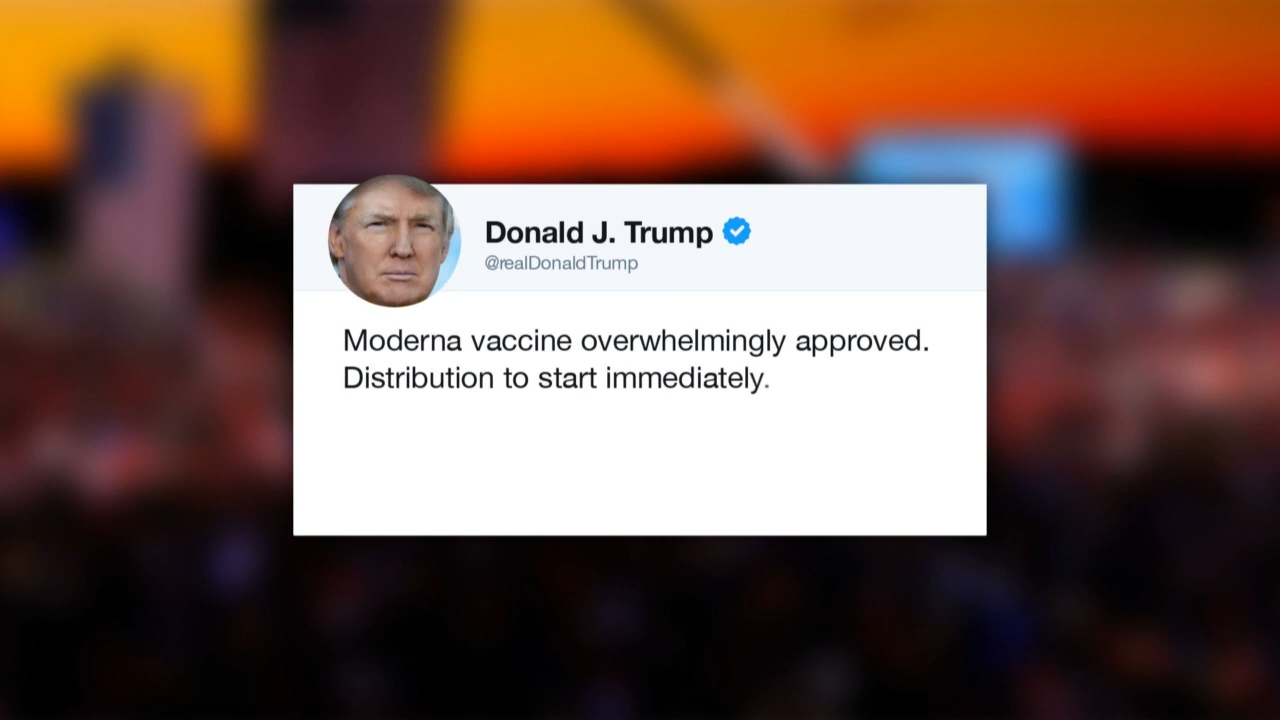 Donald J. Trump
@realDonaldTrump
Moderna vaccine overwhelmingly approved.
Distribution to start immediately.